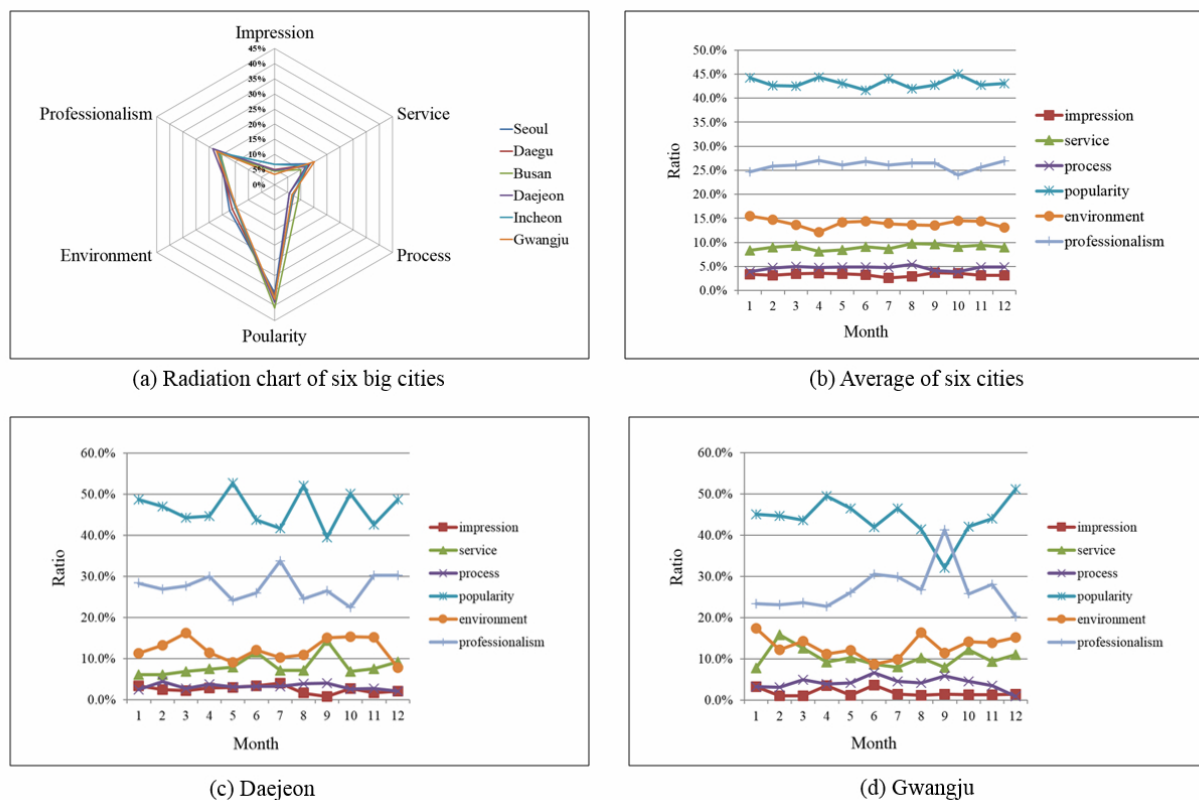 Impression
45%
40%
35%
30%
25%
20%
15%
10%
5%
0%
Professionalism
Service
Environment
Process
Poularity
Seoul
Daegu
Busan
Daejeon
Incheon
Gwangju
(a) Radiation chart of six big cities
50.0%
45.0%
40.0%
35.0%
30.0%
25.0%
20.0%
15.0%
10.0%
5.0%
0.0%
Ratio
1 2 3 4 5 6 7 8 9 10 11 12
Month
impression
service
process
popularity
environment
professionalism
(b) Average of six cities
60.0%
50.0%
40.0%
30.0%
20.0%
10.0%
0.0%
Ratio
1 2 3 4 5 6 7 8 9 10 11 12
Month
impression
service
process
popularity
environment
professionalism
(c) Daejeon
60.0%
50.0%
40.0%
30.0%
20.0%
10.0%
0.0%
Ratio
1 2 3 4 5 6 7 8 9 10 11 12
Month
impression
service
process
popularity
environment
professionalism
(d) Gwangju